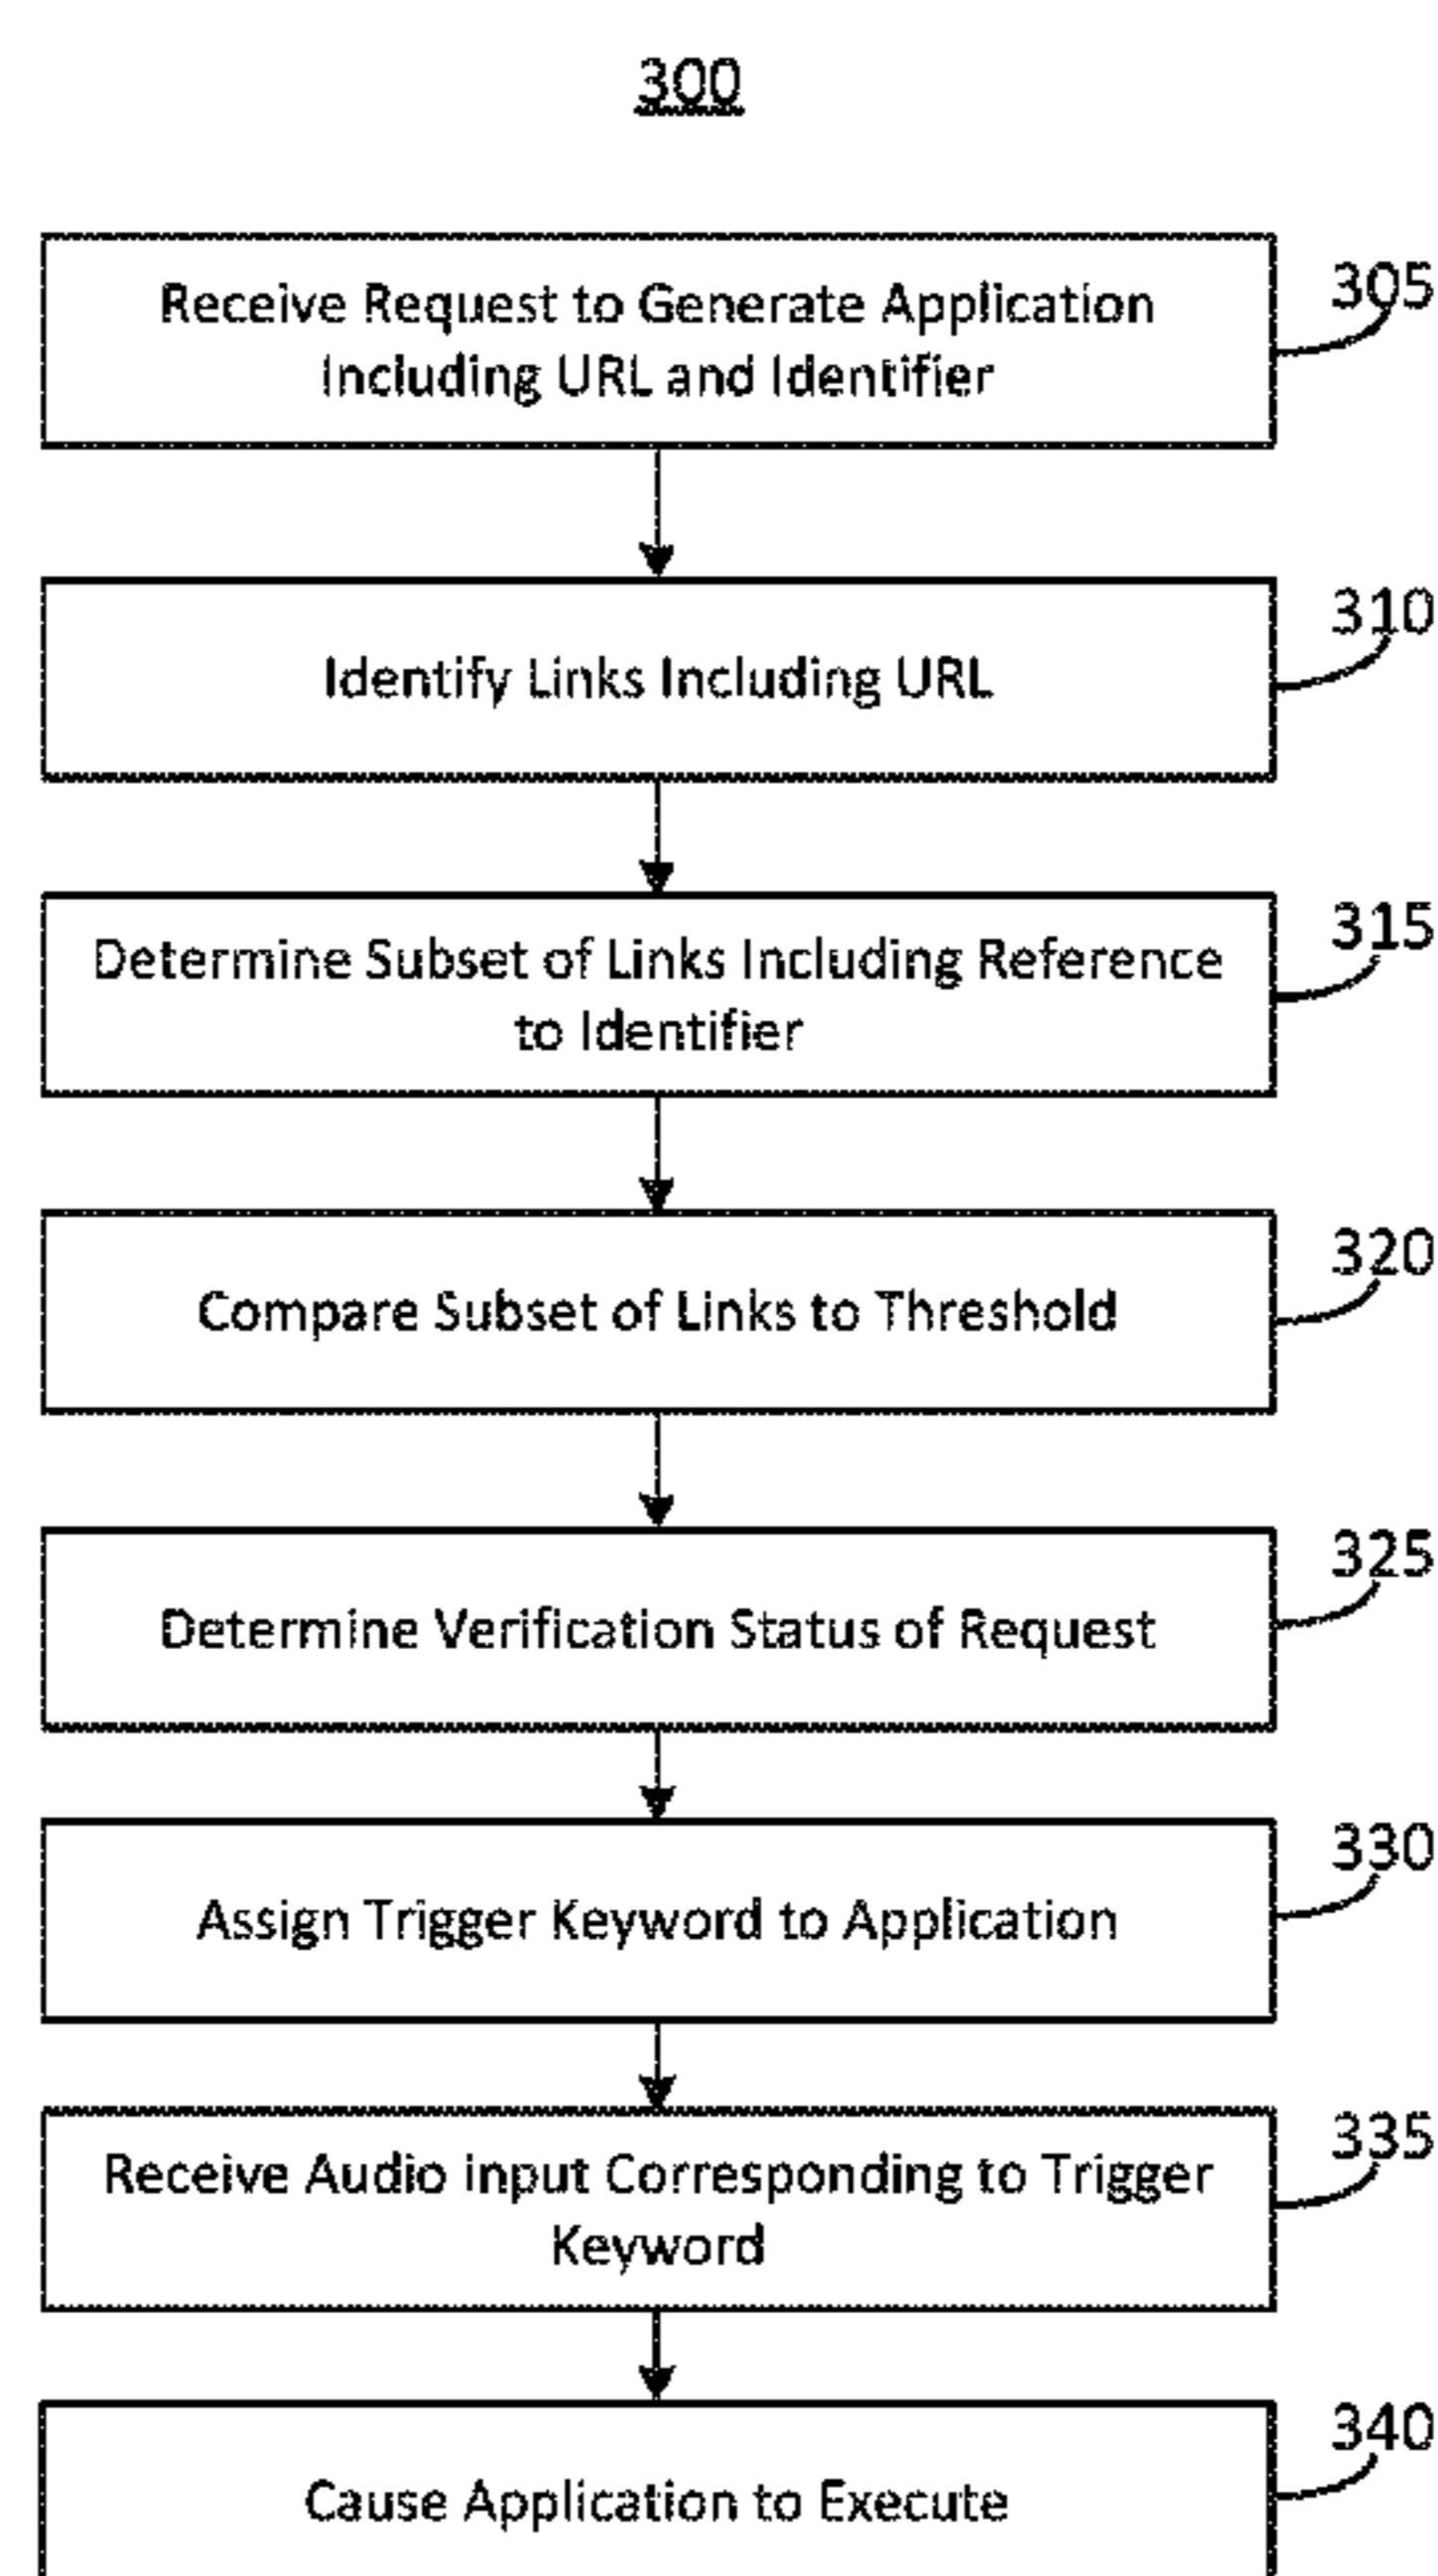 300
Receive Request to Generate Application
Including URL and Identifier
305
Identify Links Including URL
310
Determine Subset of Links Including Reference
to Identifier
315
Compare Subset of Links to Threshold
320
Determine Verification Status of Request
325
Assign Trigger Keyword to Application
330
Receive Audio input Corresponding to Trigger
Keyword
335
Cause Application to Execute
340